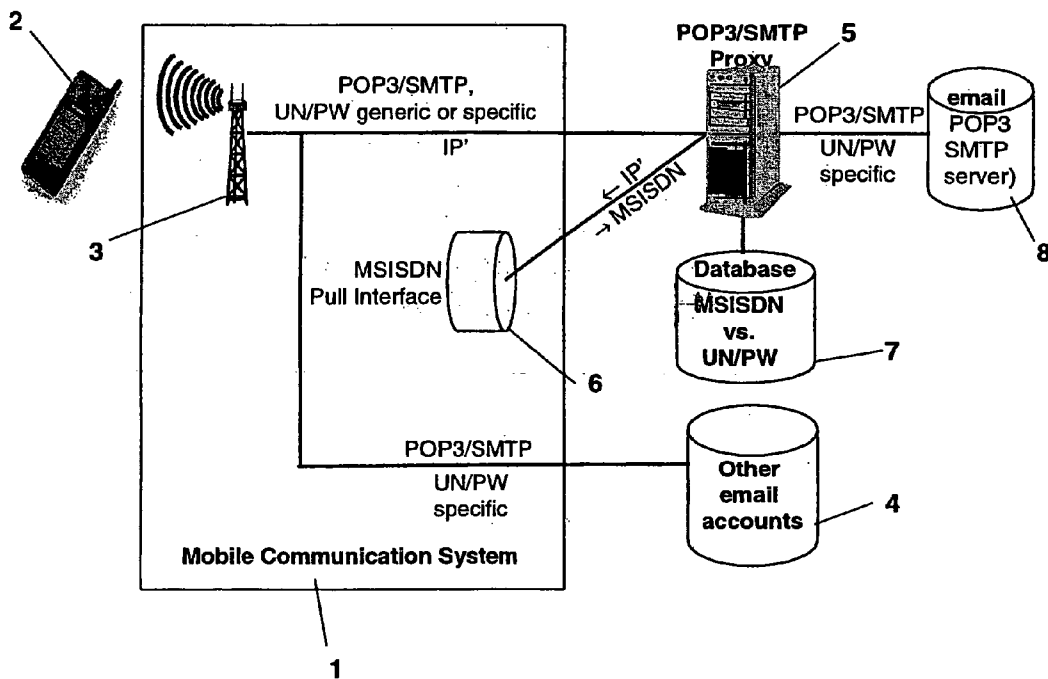 2
POP3/SMTP,
UN/PW generic or specific
IP'
3
POP3/SMTP
Proxy
5
POP3/SMTP
UN/PW
specific
email
POP3
SMTP
server)
8
← IP'
→ MSISDN
MSISDN
Pull Interface
6
Database
MSISDN
vs.
UN/PW
7
POP3/SMTP
UN/PW
specific
Other
email
accounts
4
Mobile Communication System
1